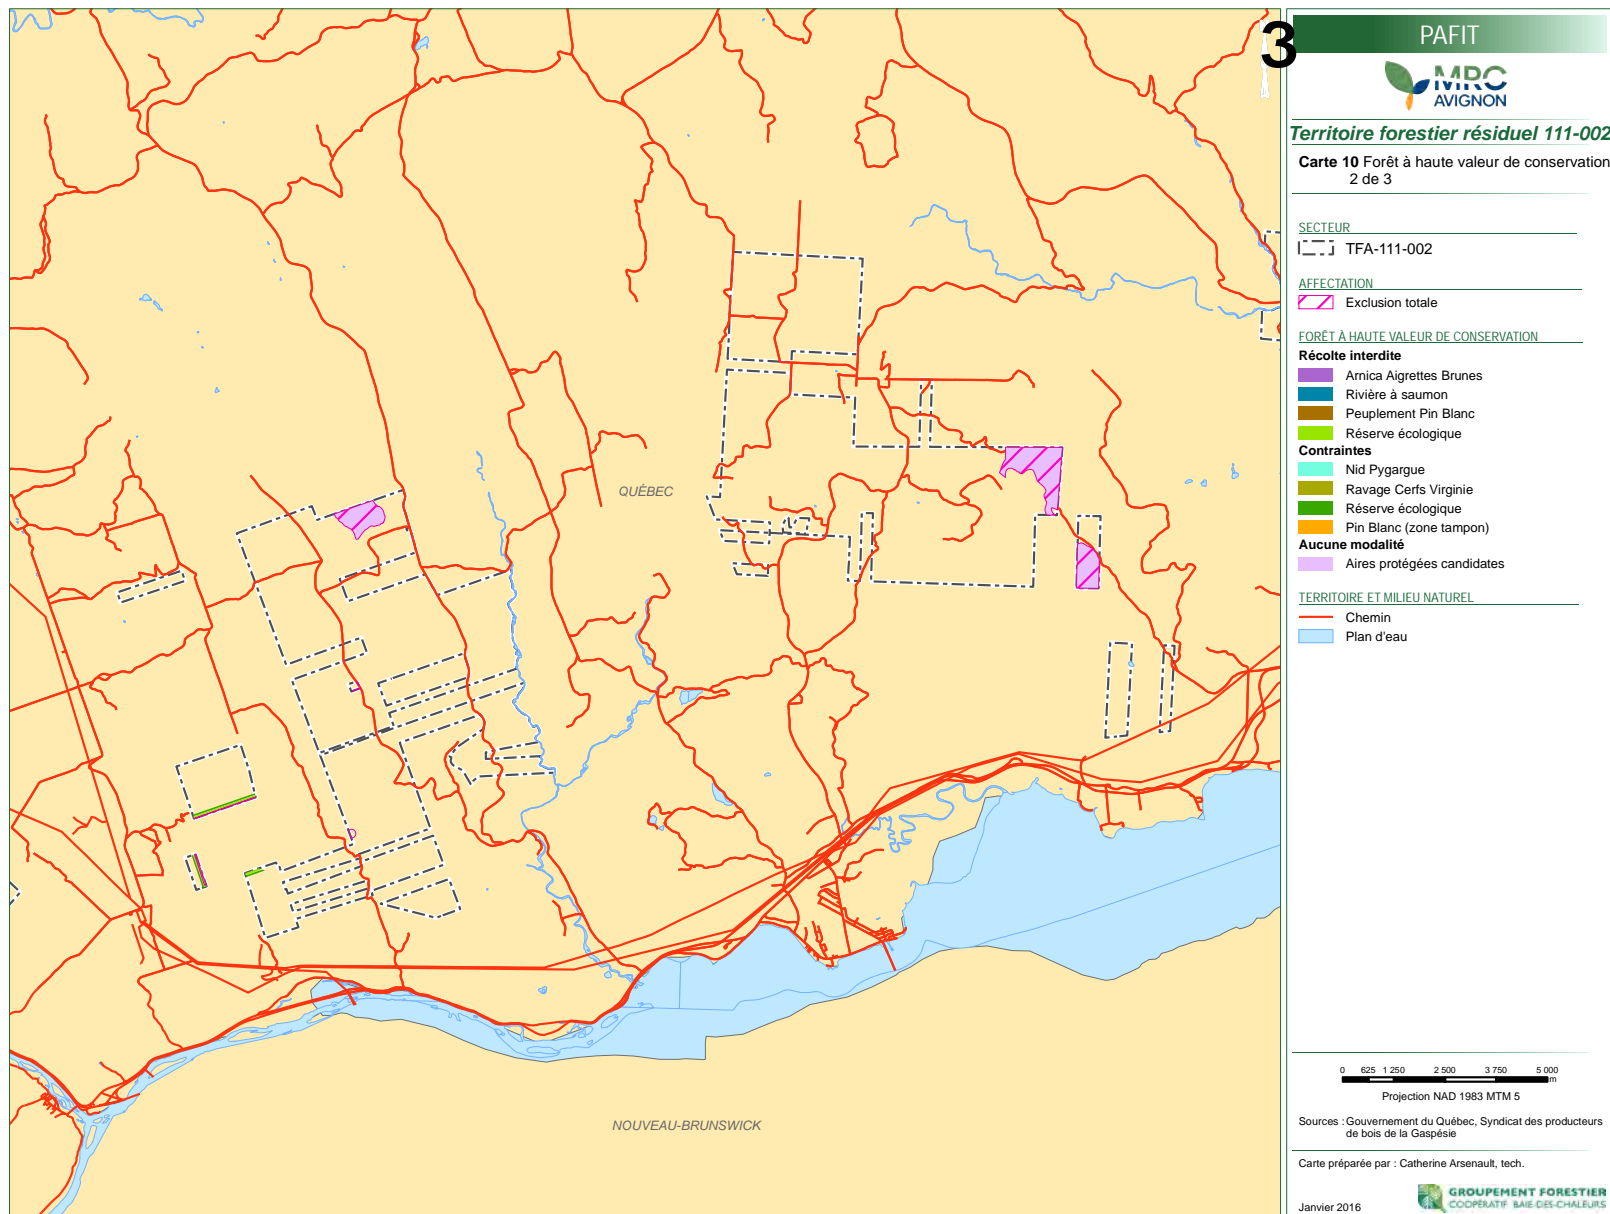 QUÉBEC
NOUVEAU-BRUNSWICK
3
PAFIT
MRC
AVIGNON
Territoire forestier résiduel 111-002
Carte 10 Forêt à haute valeur de conservation
2 de 3
SECTEUR
TFA-111-002
AFFECTATION
Exclusion totale
FORÊT À HAUTE VALEUR DE CONSERVATION
Récolte interdite
Arnica Aigrettes Brunes
Rivière à saumon
Peuplement Pin Blanc
Réserve écologique
Contraintes
Nid Pygargue
Ravage Cerfs Virginie
Réserve écologique
Pin Blanc (zone tampon)
Aucune modalité
Aires protégées candidates
TERRITOIRE ET MILIEU NATUREL
Chemin
Plan d'eau
0 625 1 250 2 500 3 750 5 000
m
Projection NAD 1983 MTM 5
Sources : Gouvernement du Québec, Syndicat des producteurs
de bois de la Gaspésie
Carte préparée par : Catherine Arsenault, tech.
Janvier 2016
GROUPEMENT FORESTIER
COOPÉRATIF BAIE-DES-CHALEURS